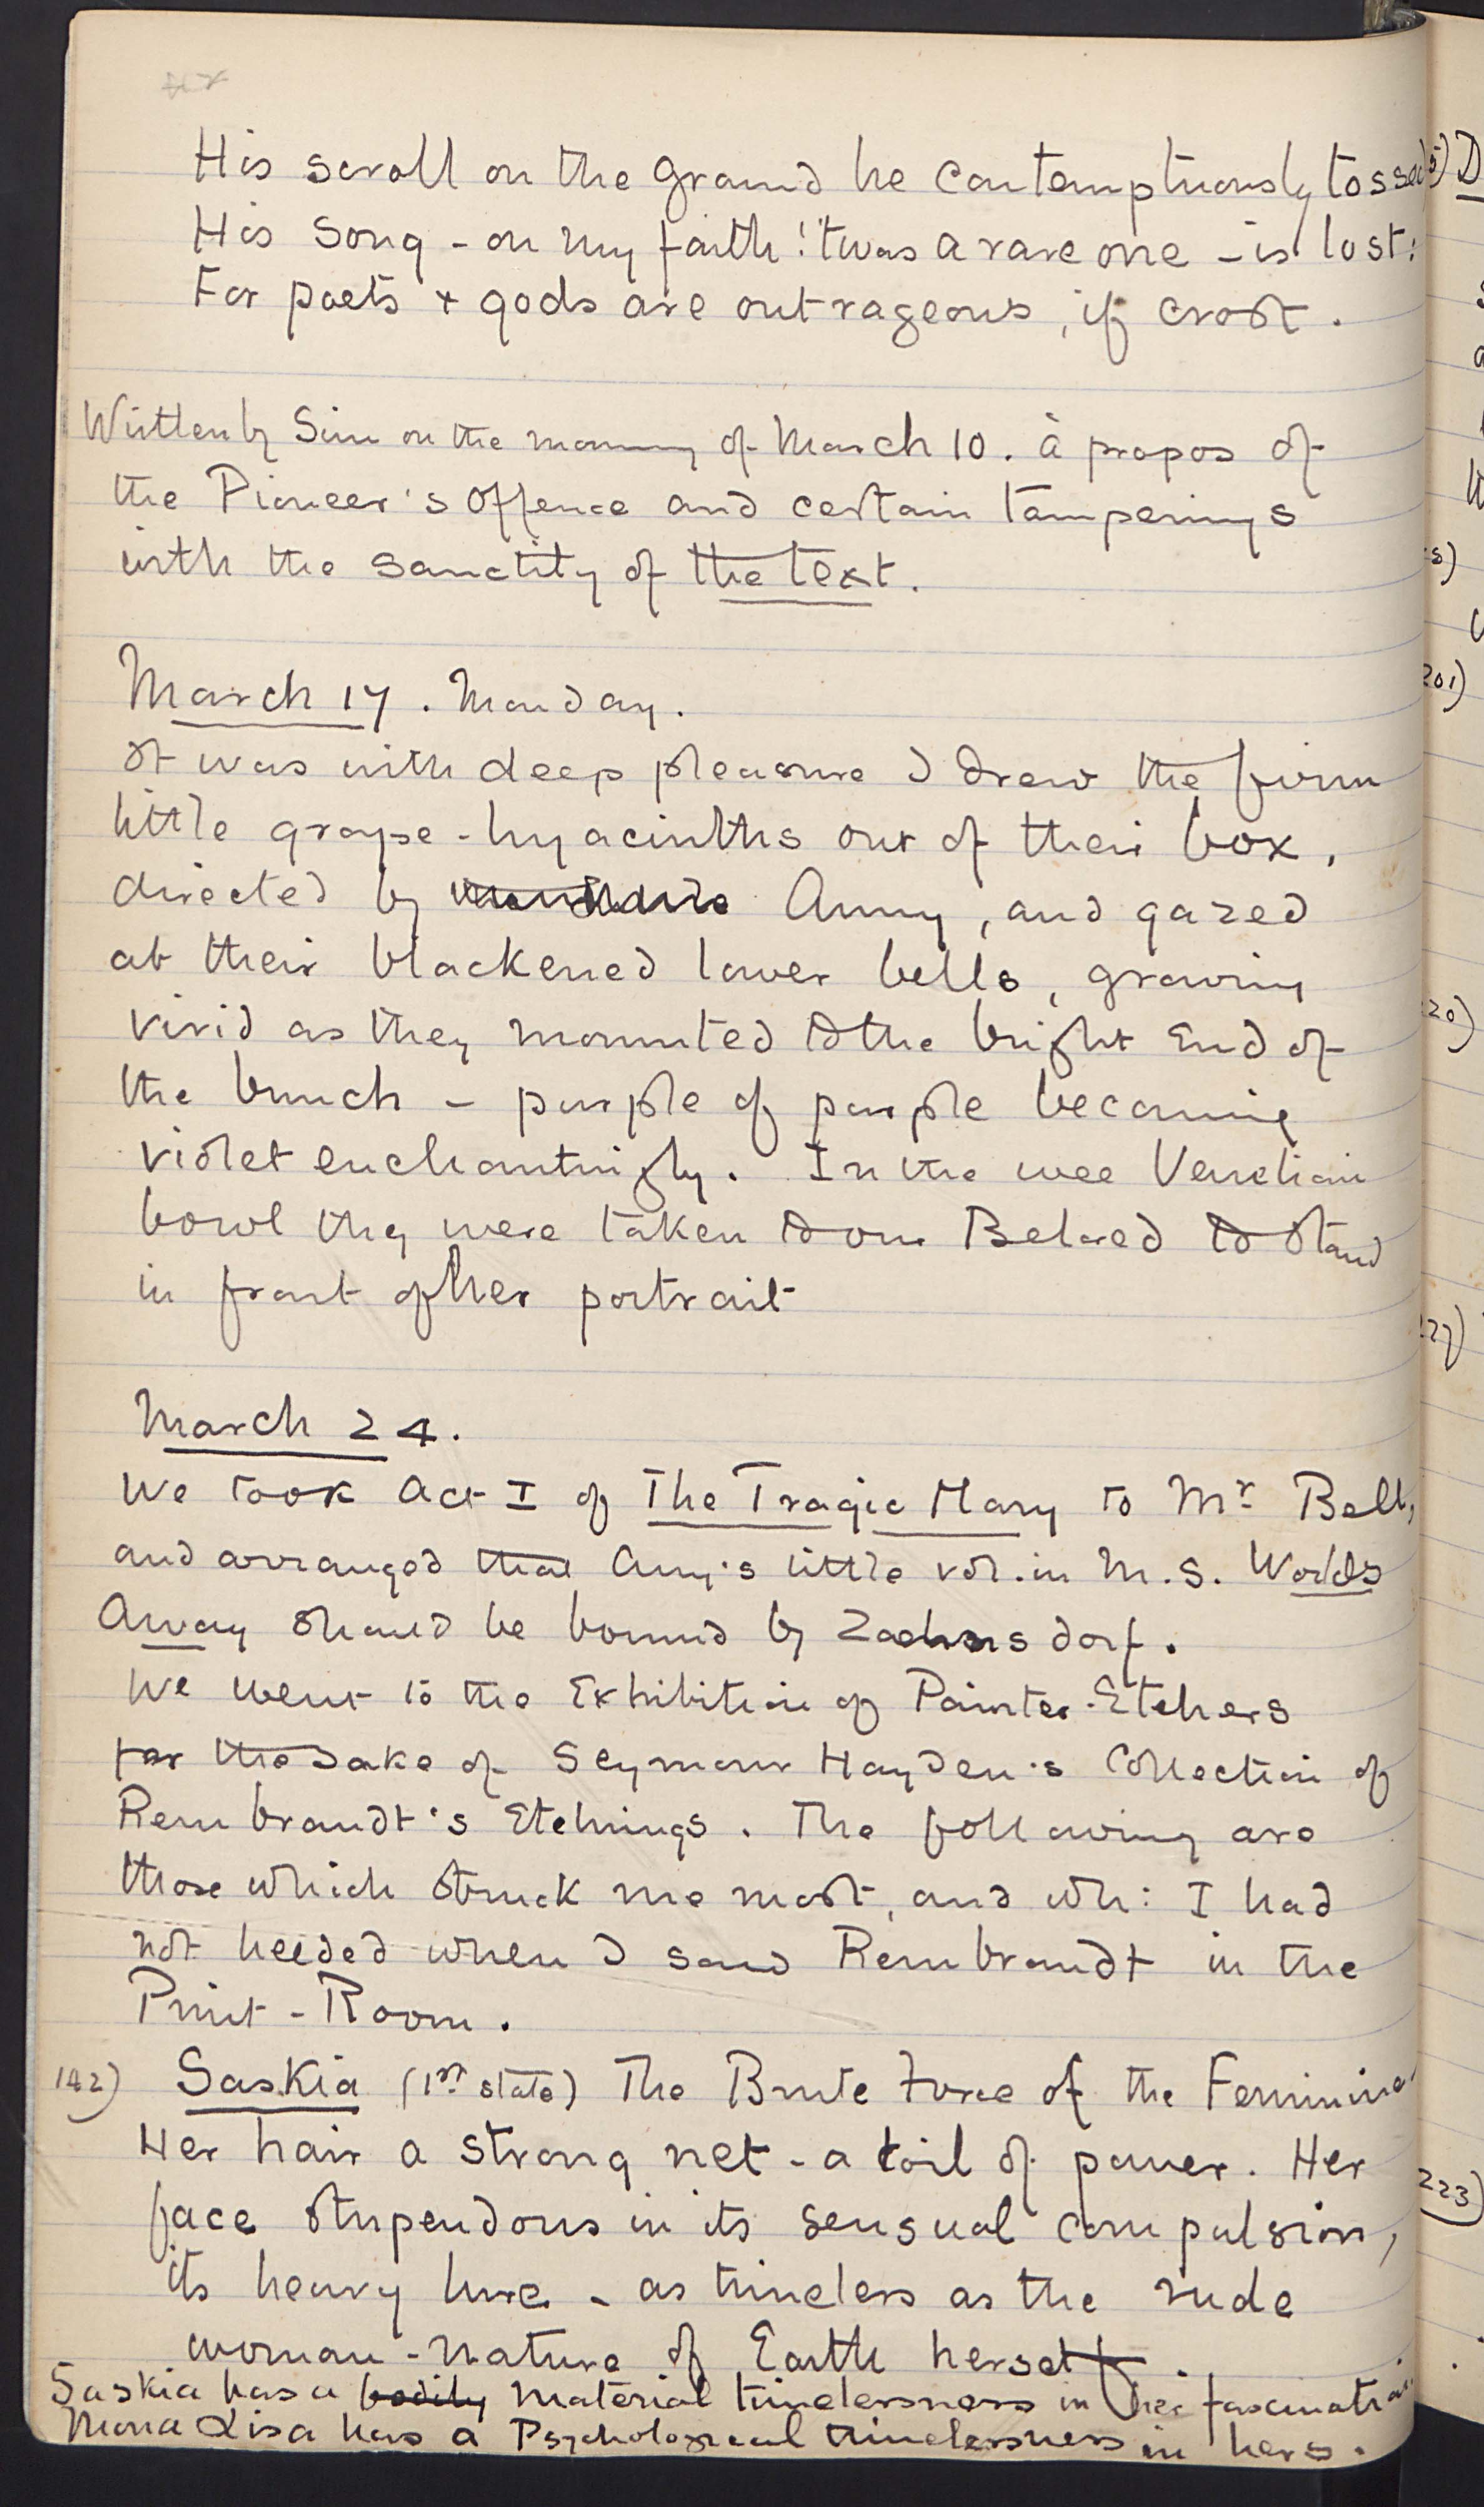 His scroll on the ground he contemptuously tossed
His song - on my faith! 'twas a rare one - is lost:
For poets + gods are outrageous, if crost.
Written by Sim on the morning of March 10. à propos of
the Pioneer's offence and certain tamperings
with the sanctity of the text.
March 17. Monday.
It was with deep pleasure I drew the firm
little grape-hyacinths out of their box,
directed by Amy, and gazed
at their blackened lower bells, growing
vivid as they mounted to the bright end of
the bunch - purple of purple becoming
violet enchantingly. In the wee Venetian
bowl they were taken to our Beloved to stand
in front of her portrait
March 24.
We took Act I of The Tragic Mary to Mr Bell,
and arranged that Amy's little vol. in M.S. Worlds
Away should be bound by Zaehnsdorf.
We went to the Exhibition of Painter-Etchers
for the sake of Seymour Hayden's Collection of
Rembrandt's Etchings. The following are
those which struck me most, and wh: I had
not heeded when I saw Rembrandt in the
Print-Room.
142) Saskia (1st state) The Brute Force of the Feminine
Her hair a strong net - a toil of power. Her
face stupendous in its sensual compulsion,
its heavy lure - as timeless as the rude
woman-nature of Earth herself.
Saskia has a bodily material timelessness in her fascination
Mona Lisa has a Psychological timelessness in hers.
201)
223)